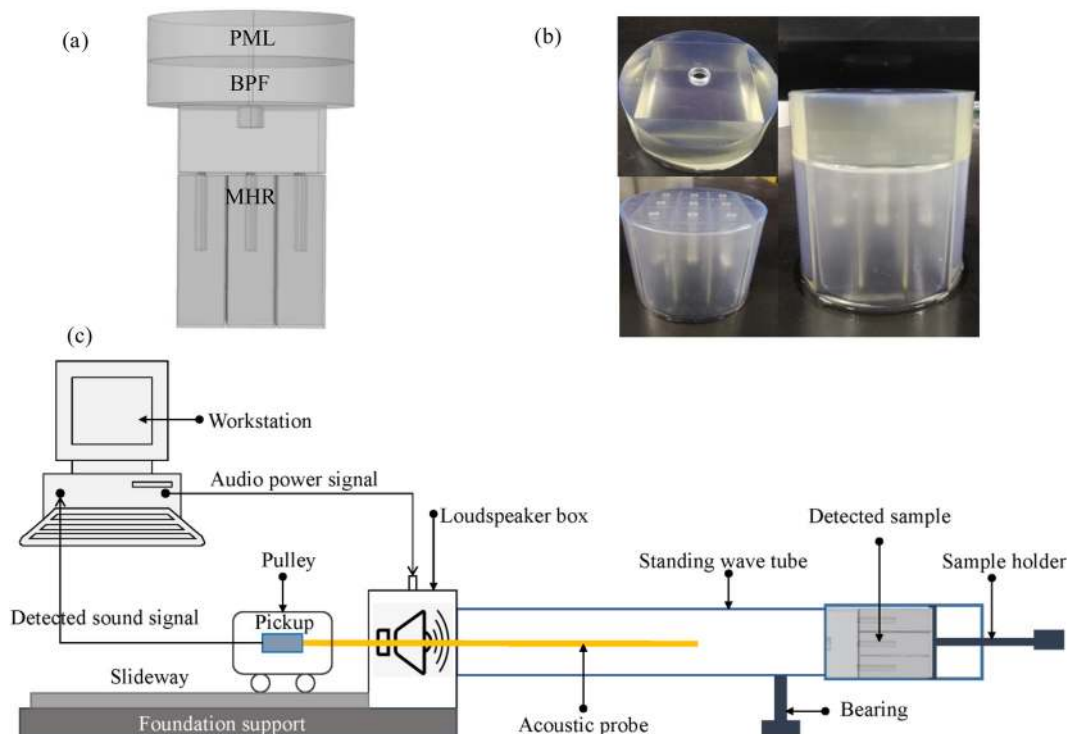 (a)
PML
BPF
MHR
(b)
(c)
Workstation
Audio power signal
Loudspeaker box
Detected sample
Pulley
Standing wave tube
Sample holder
Detected sound signal
Pickup
Slideway
Foundation support
Acoustic probe
Bearing